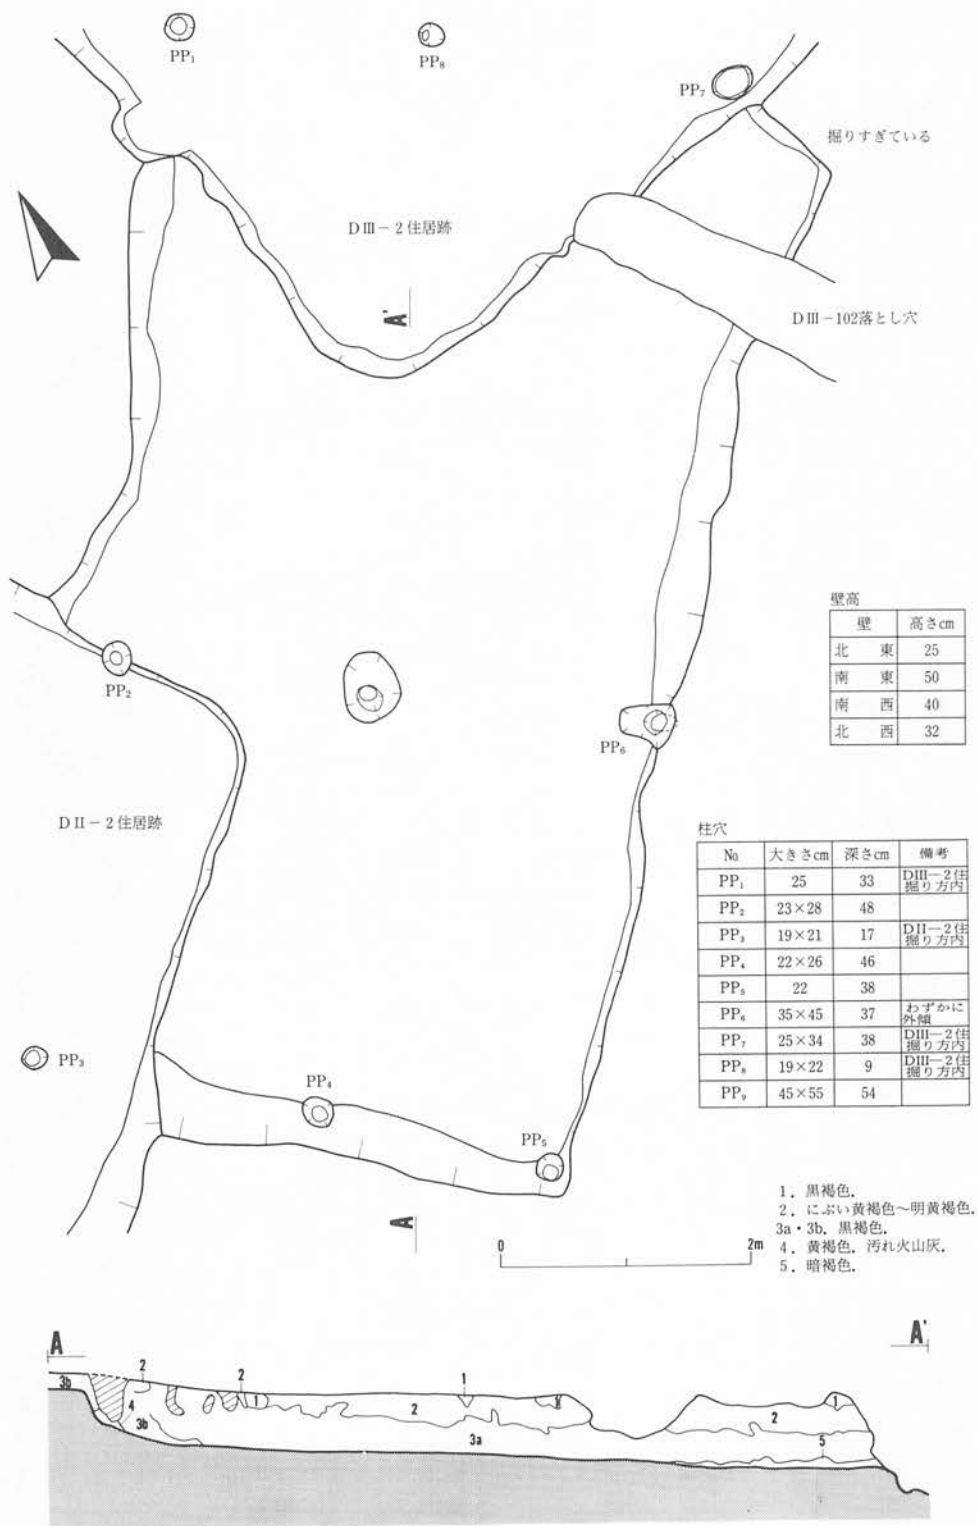 PP₁
PP₈
PP₇
掘りすぎている
DIII-2住居跡
A'
DIII-102落とし穴
壁高
壁 高さcm
北東 25
南東 50
南西 40
北西 32
PP₂
PP₆
DII-2住居跡
柱穴
№ 大きさcm 深さcm 備考
PP₁ 25 33 DIII-2住掘り方内
PP₂ 23×28 48
PP₃ 19×21 17 DII-2住掘り方内
PP₄ 22×26 46
PP₅ 22 38
PP₆ 35×45 37 わずかに外傾
PP₇ 25×34 38 DIII-2住掘り方内
PP₈ 19×22 9 DIII-2住掘り方内
PP₉ 45×55 54
PP₃
PP₄
PP₅
A
0 2m
1. 黒褐色.
2. にぶい黄褐色～明黄褐色.
3a・3b. 黒褐色.
4. 黄褐色. 汚れ火山灰.
5. 暗褐色.
A A'
3b 2 4 3b 2 1 2 1 1 3a 2 1 5